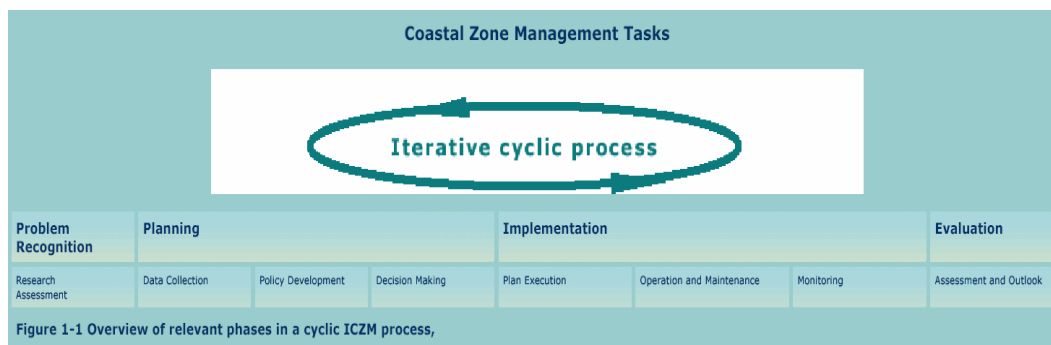 Coastal Zone Management Tasks
Iterative cyclic process
Problem
Recognition
Planning
Implementation
Evaluation
Research
Assessment
Data Collection
Policy Development
Decision Making
Plan Execution
Operation and Maintenance
Monitoring
Assessment and Outlook
Figure 1-1 Overview of relevant phases in a cyclic ICZM process,